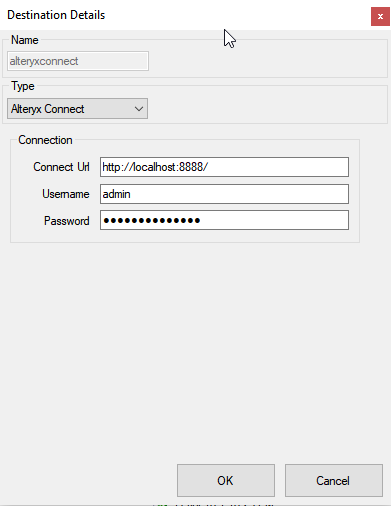 Destination Details
x
Name
alteryxconnect
Type
Alteryx Connect
Connection
Connect Url http://localhost:8888/
Username admin
Password ●●●●●●●●●●●●●●
OK Cancel